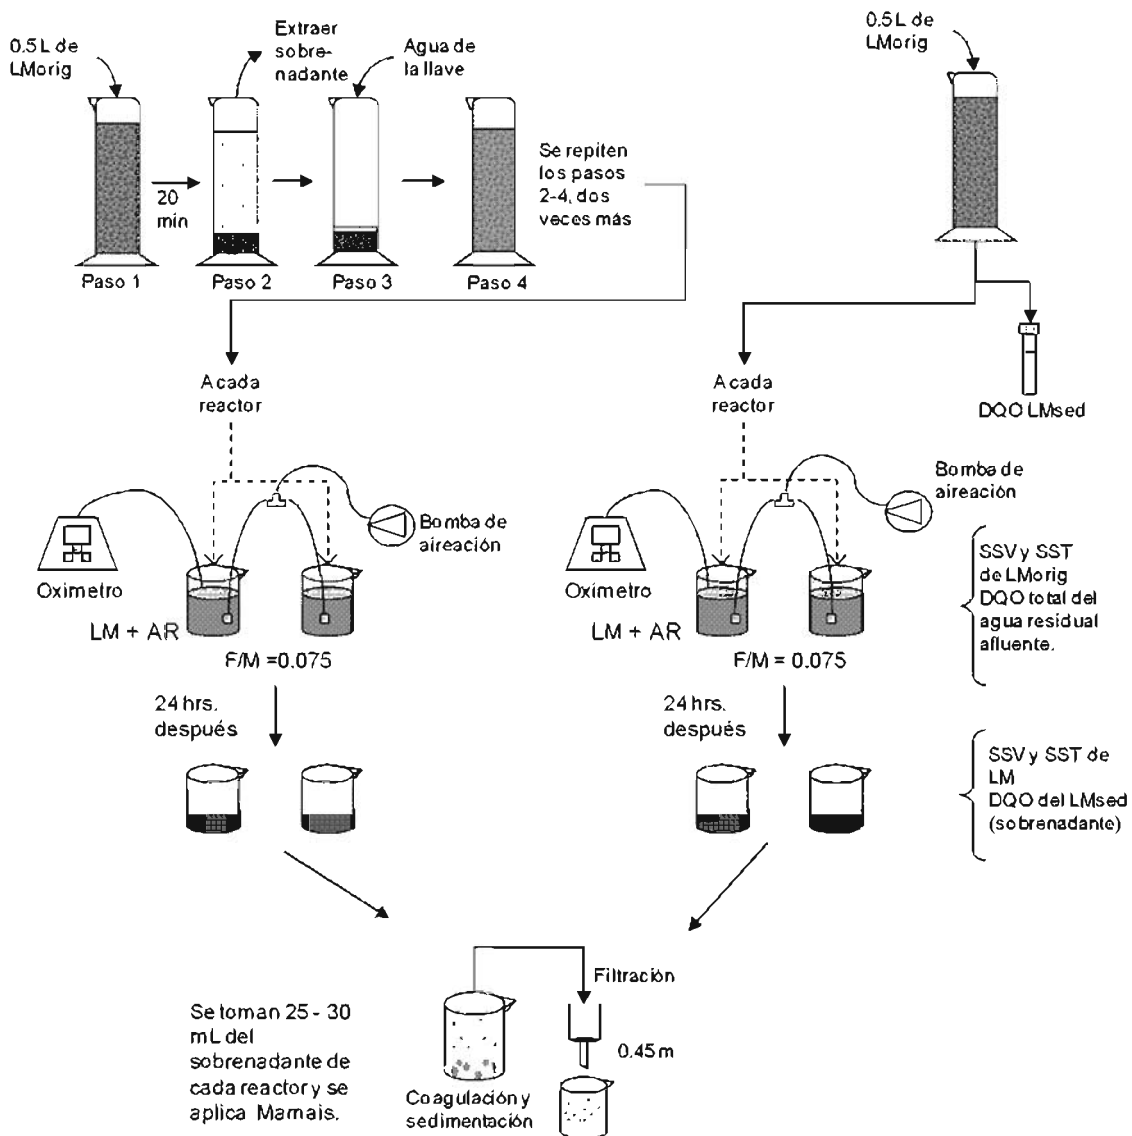 0.5 L de
LMorig
Extraer
sobre-
nadante
Agua de
la llave
20
min
Paso 1
Paso 2
Paso 3
Paso 4
Se repiten
los pasos
2-4, dos
veces más
0.5 L de
LMorig
DQO LMsed
A cada
reactor
Oxímetro
Bomba de
aireación
LM + AR
F/M =0.075
24 hrs.
después
A cada
reactor
Oxímetro
Bomba de
aireación
LM + AR
F/M = 0.075
24 hrs.
después
SSV y SST
de LMorig
DQO total del
agua residual
afluente.
SSV y SST de
LM
DQO del LMsed
(sobrenadante)
Se toman 25 - 30
mL del
sobrenadante de
cada reactor y se
aplica Mamais.
Filtración
0.45 m
Coagulación y
sedimentación